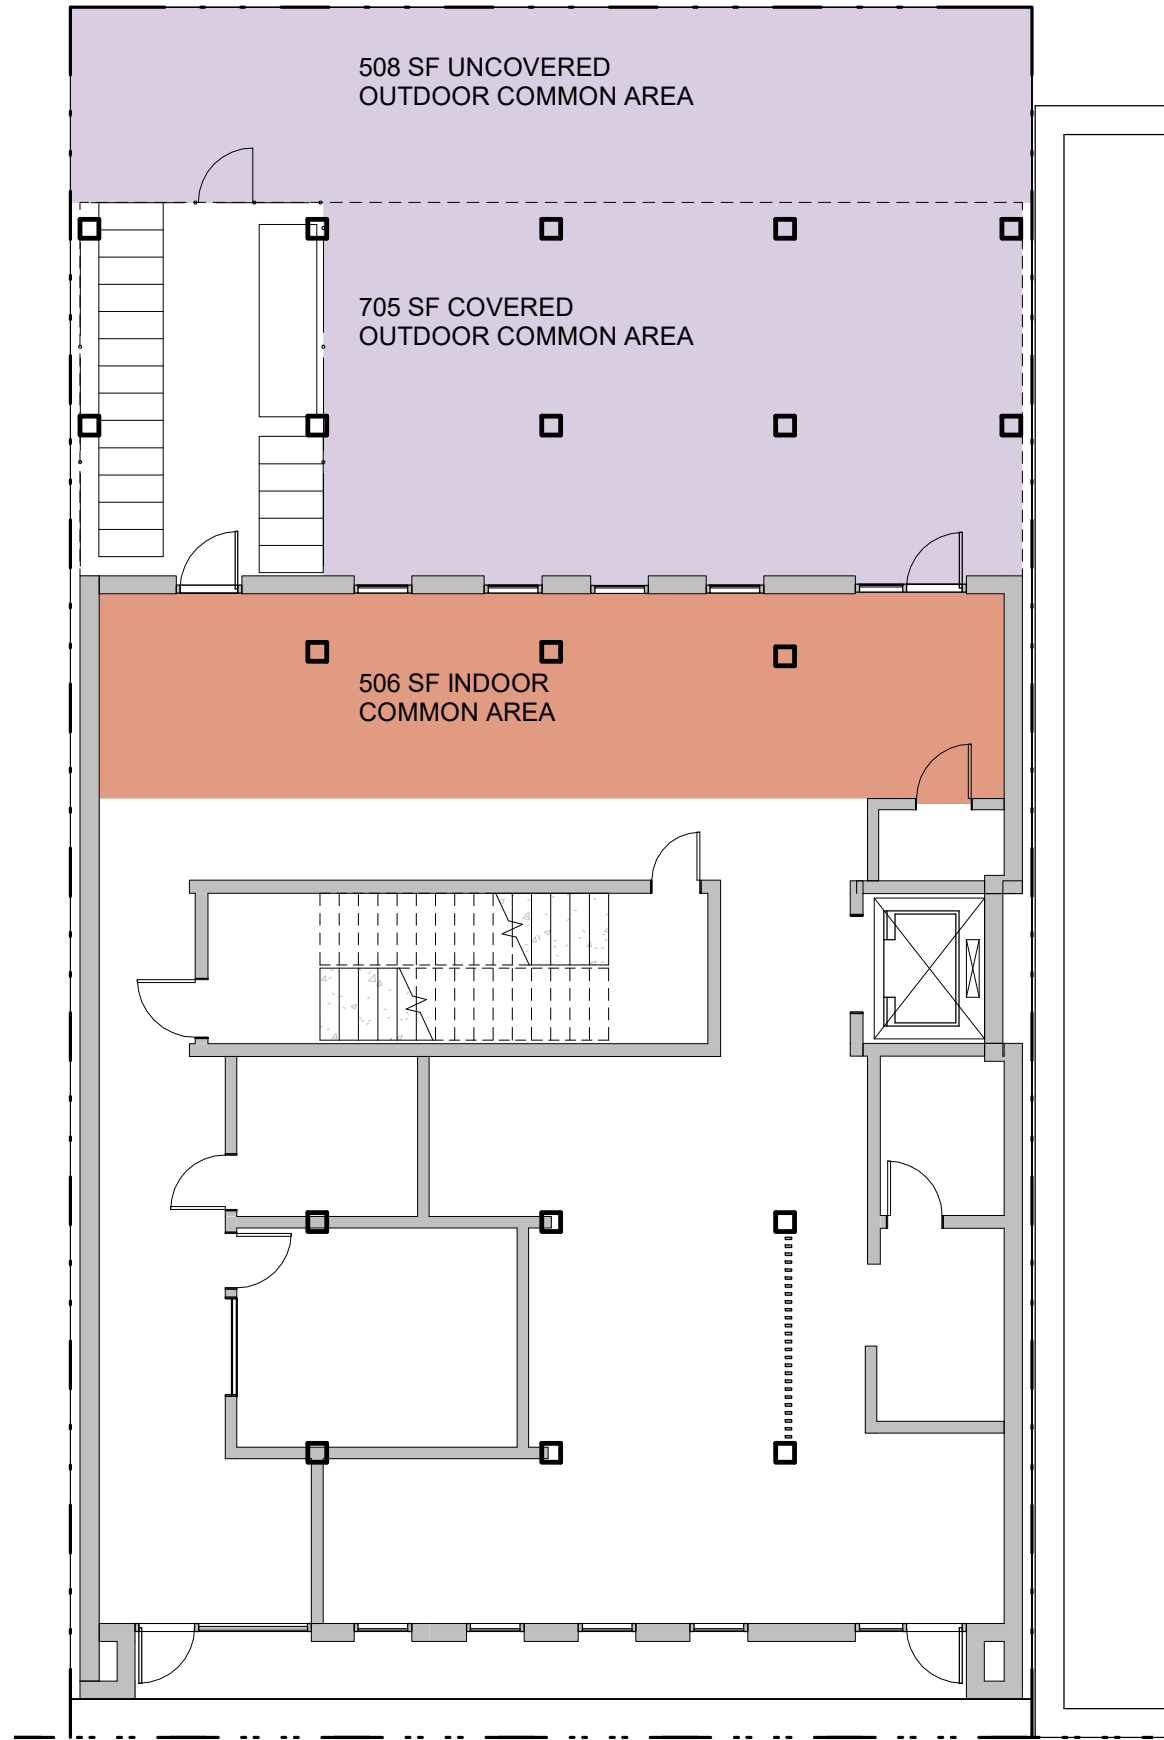 508 SF UNCOVERED
OUTDOOR COMMON AREA
705 SF COVERED
OUTDOOR COMMON AREA
506 SF INDOOR
COMMON AREA